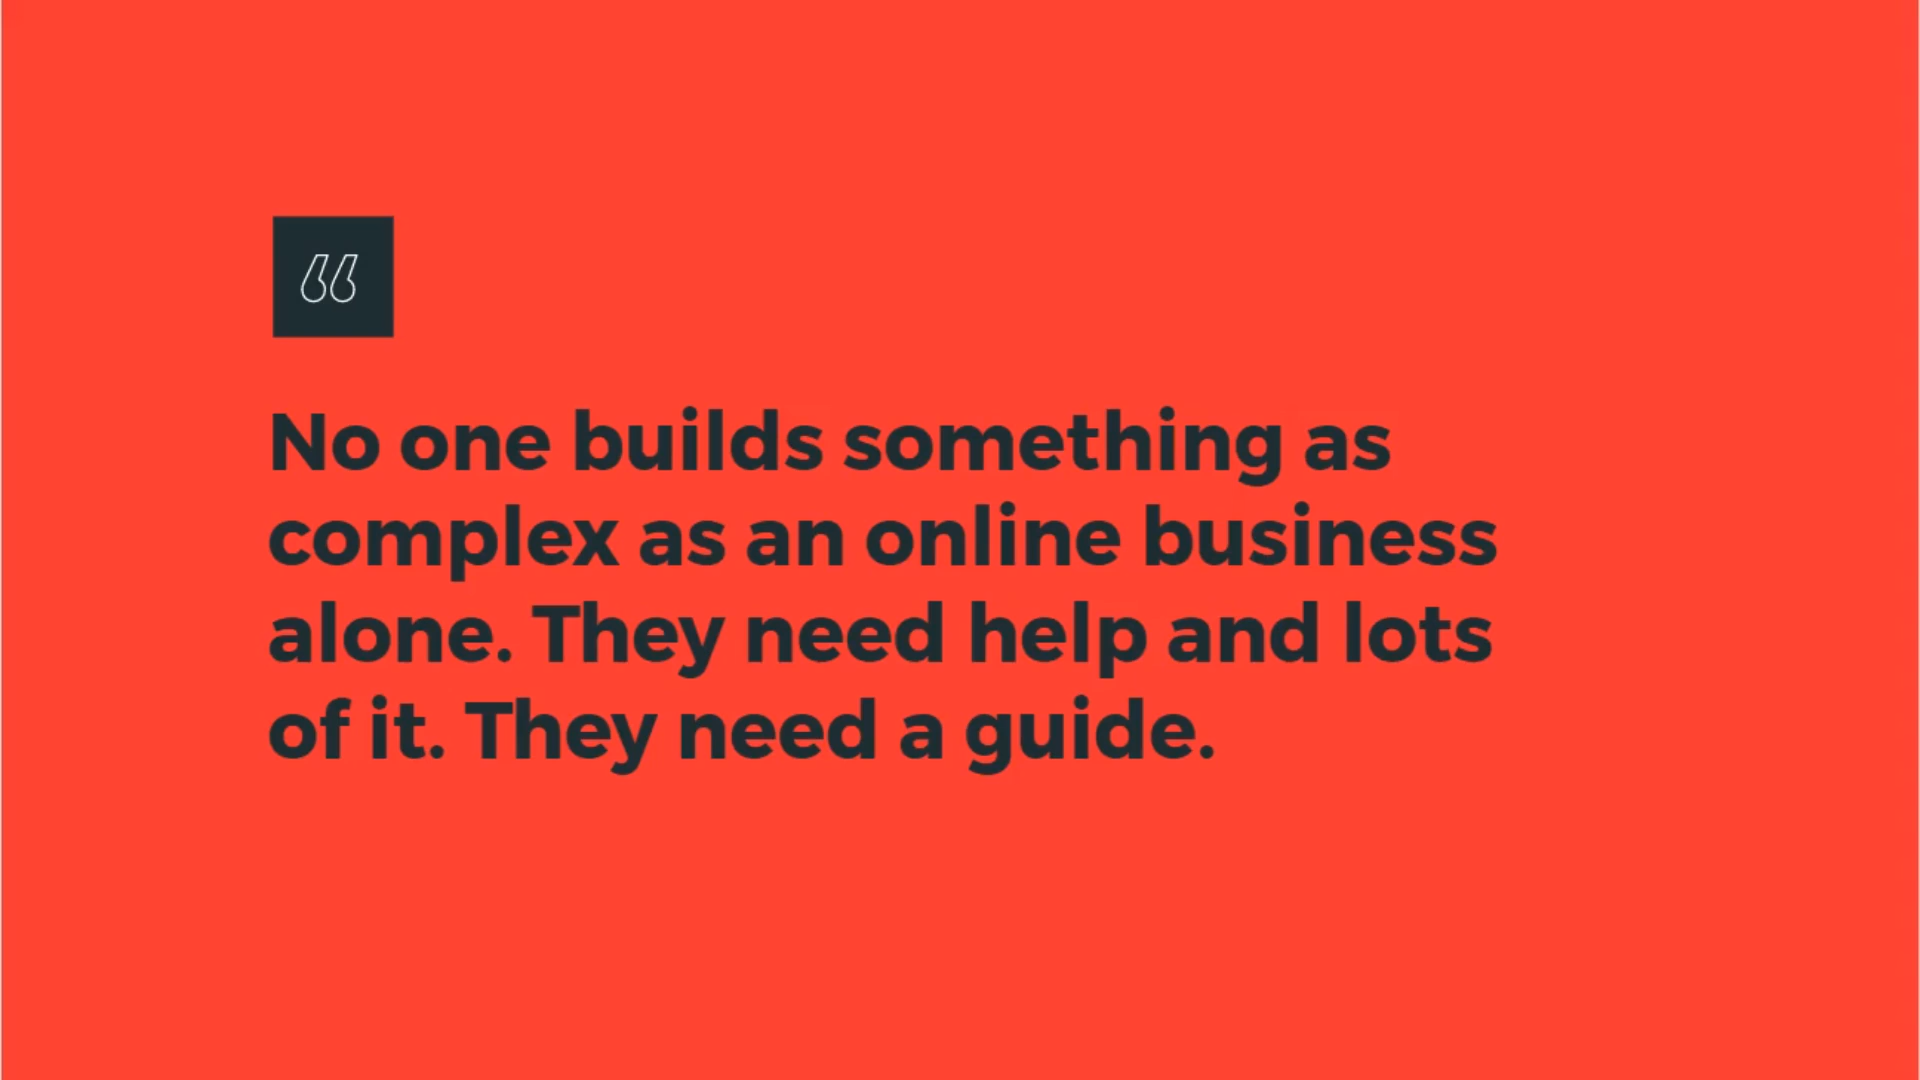 “
No one builds something as
complex as an online business
alone. They need help and lots
of it. They need a guide.